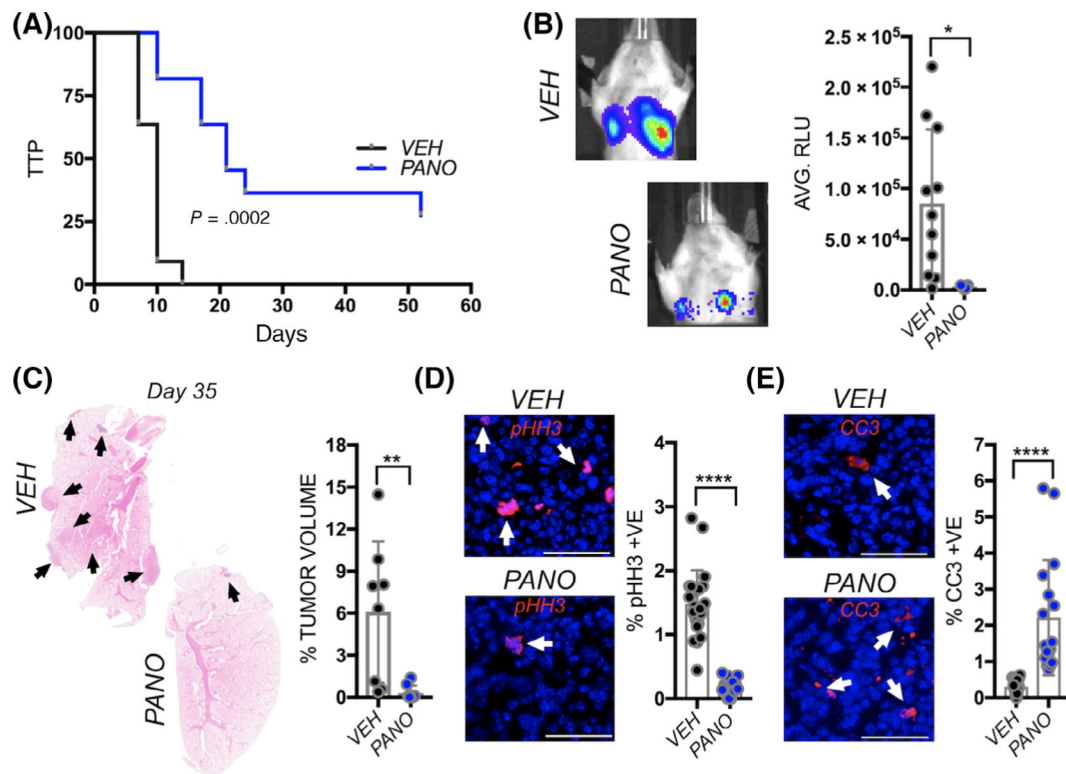 (A)
TTP
100
75
50
25
0
0 10 20 30 40 50 60
Days
VEH
PANO
P = .0002
(B)
VEH
PANO
AVG. RLU
2.5 × 10⁵
2.0 × 10⁵
1.5 × 10⁵
1.0 × 10⁵
5.0 × 10⁴
0.0
*
VEH
PANO
(C)
Day 35
VEH
PANO
% TUMOR VOLUME
18
15
12
9
6
3
0
**
VEH
PANO
(D)
VEH
pHH3
PANO
pHH3
% pHH3 +VE
4
3
2
1
0
****
VEH
PANO
(E)
VEH
CC3
PANO
CC3
% CC3 +VE
7
6
5
4
3
2
1
0
****
VEH
PANO